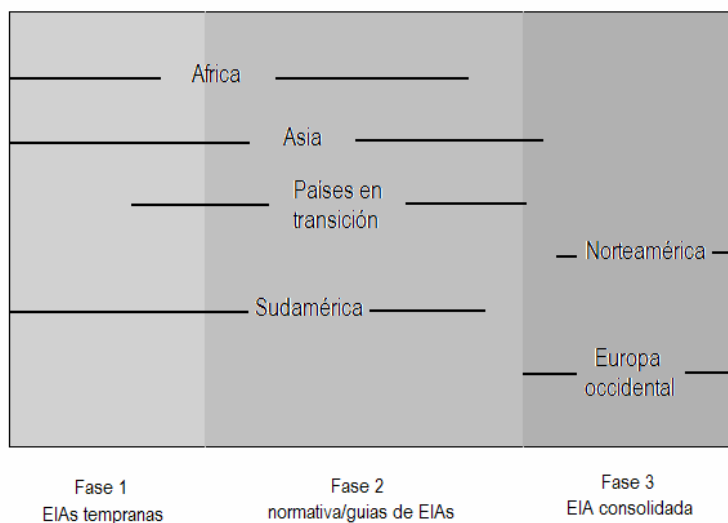 Africa
Asia
Paises en
transición
Norteamérica
Sudamérica
Europa
occidental
Fase 1
EIAs tempranas
Fase 2
normativa/guias de EIAs
Fase 3
EIA consolidada